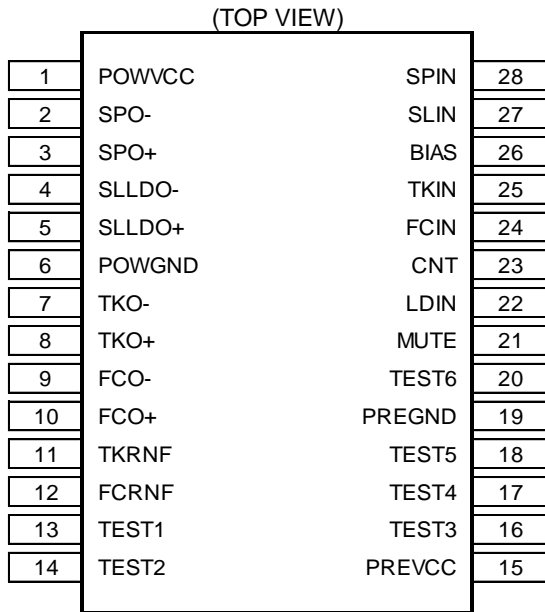 (TOP VIEW)
1 POWVCC SPIN 28
2 SPO- SLIN 27
3 SPO+ BIAS 26
4 SLLDO- TKIN 25
5 SLLDO+ FCIN 24
6 POWGND CNT 23
7 TKO- LDIN 22
8 TKO+ MUTE 21
9 FCO- TEST6 20
10 FCO+ PREGND 19
11 TKRNF TEST5 18
12 FCRNF TEST4 17
13 TEST1 TEST3 16
14 TEST2 PREVCC 15